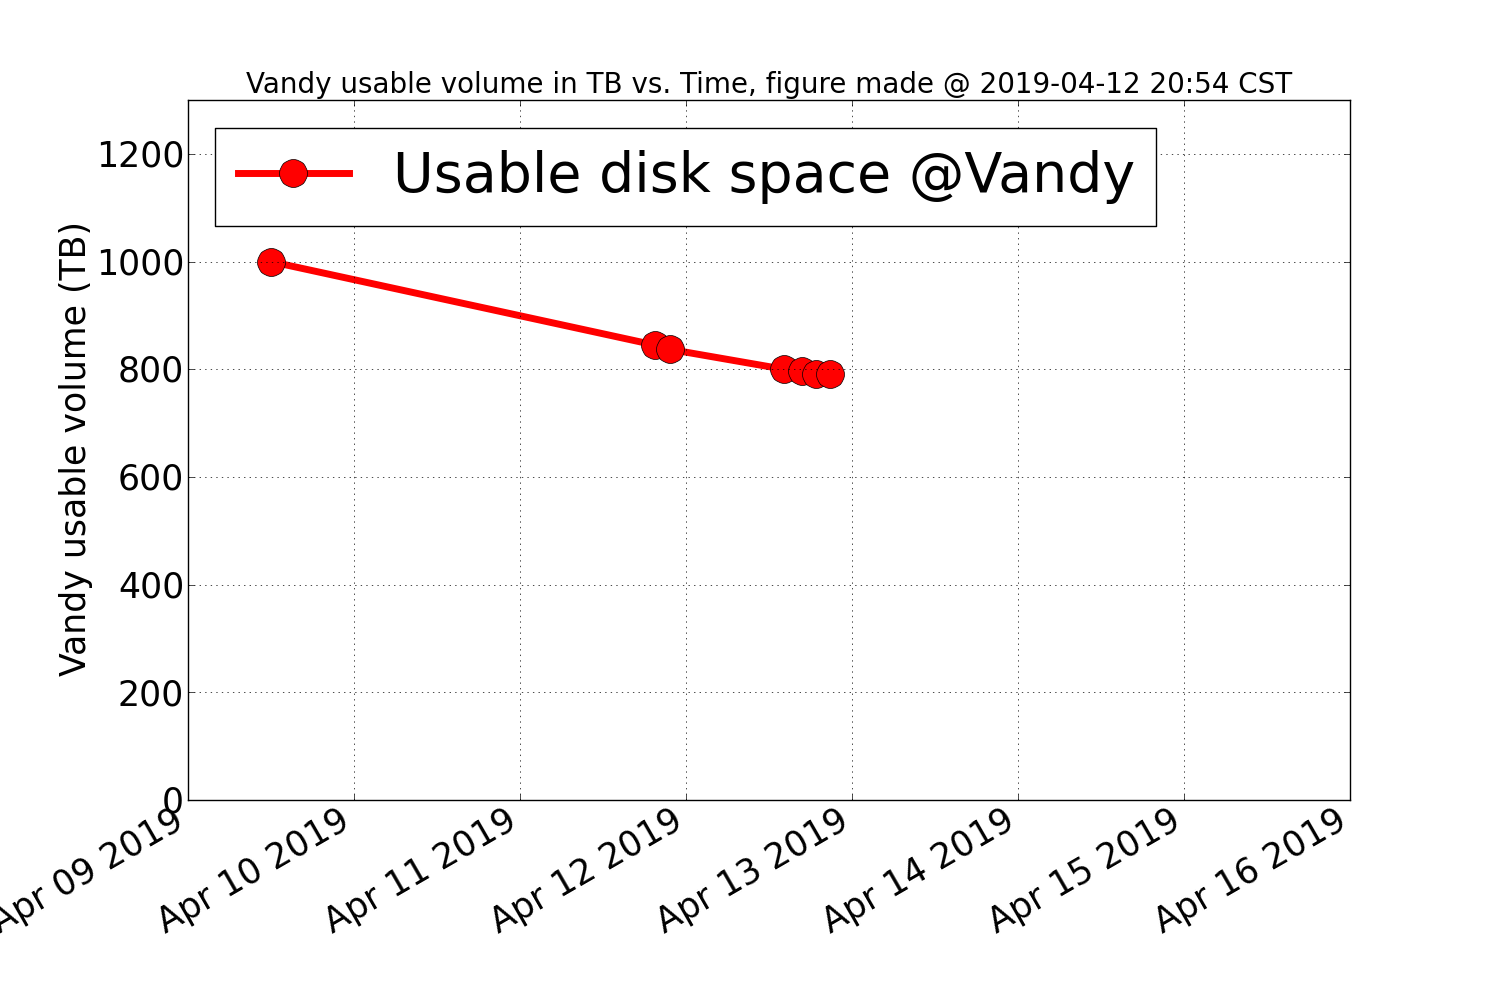 Vandy usable volume in TB vs. Time, figure made @ 2019-04-12 20:54 CST
Usable disk space @Vandy
Vandy usable volume (TB)
1200
1000
800
600
400
200
0
Apr 09 2019
Apr 10 2019
Apr 11 2019
Apr 12 2019
Apr 13 2019
Apr 14 2019
Apr 15 2019
Apr 16 2019